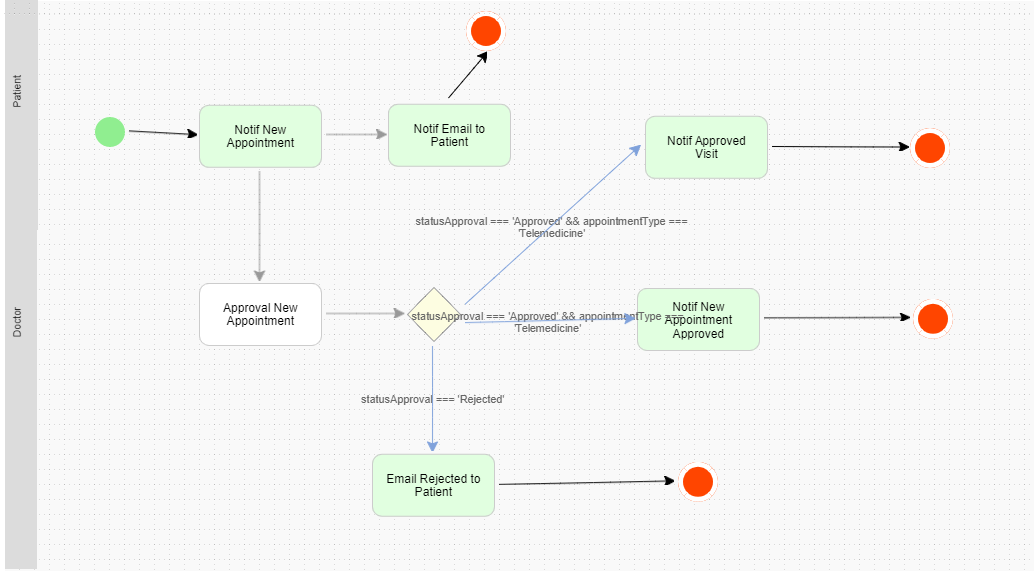 Patient
Notif New
Appointment
Notif Email to
Patient
Notif Approved
Visit
statusApproval === 'Approved' && appointmentType ===
'Telemedicine'
Doctor
Approval New
Appointment
statusApproval === 'Approved' && appointmentType ===
'Telemedicine'
Notif New
Appointment
Approved
statusApproval === 'Rejected'
Email Rejected to
Patient